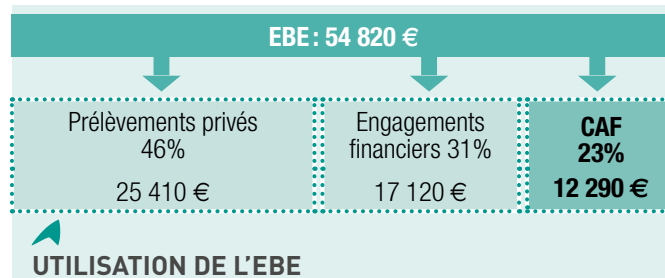 EBE : 54 820 €
Prélèvements privés
46%
25 410 €
Engagements
financiers 31%
17 120 €
CAF
23%
12 290 €
UTILISATION DE L’EBE